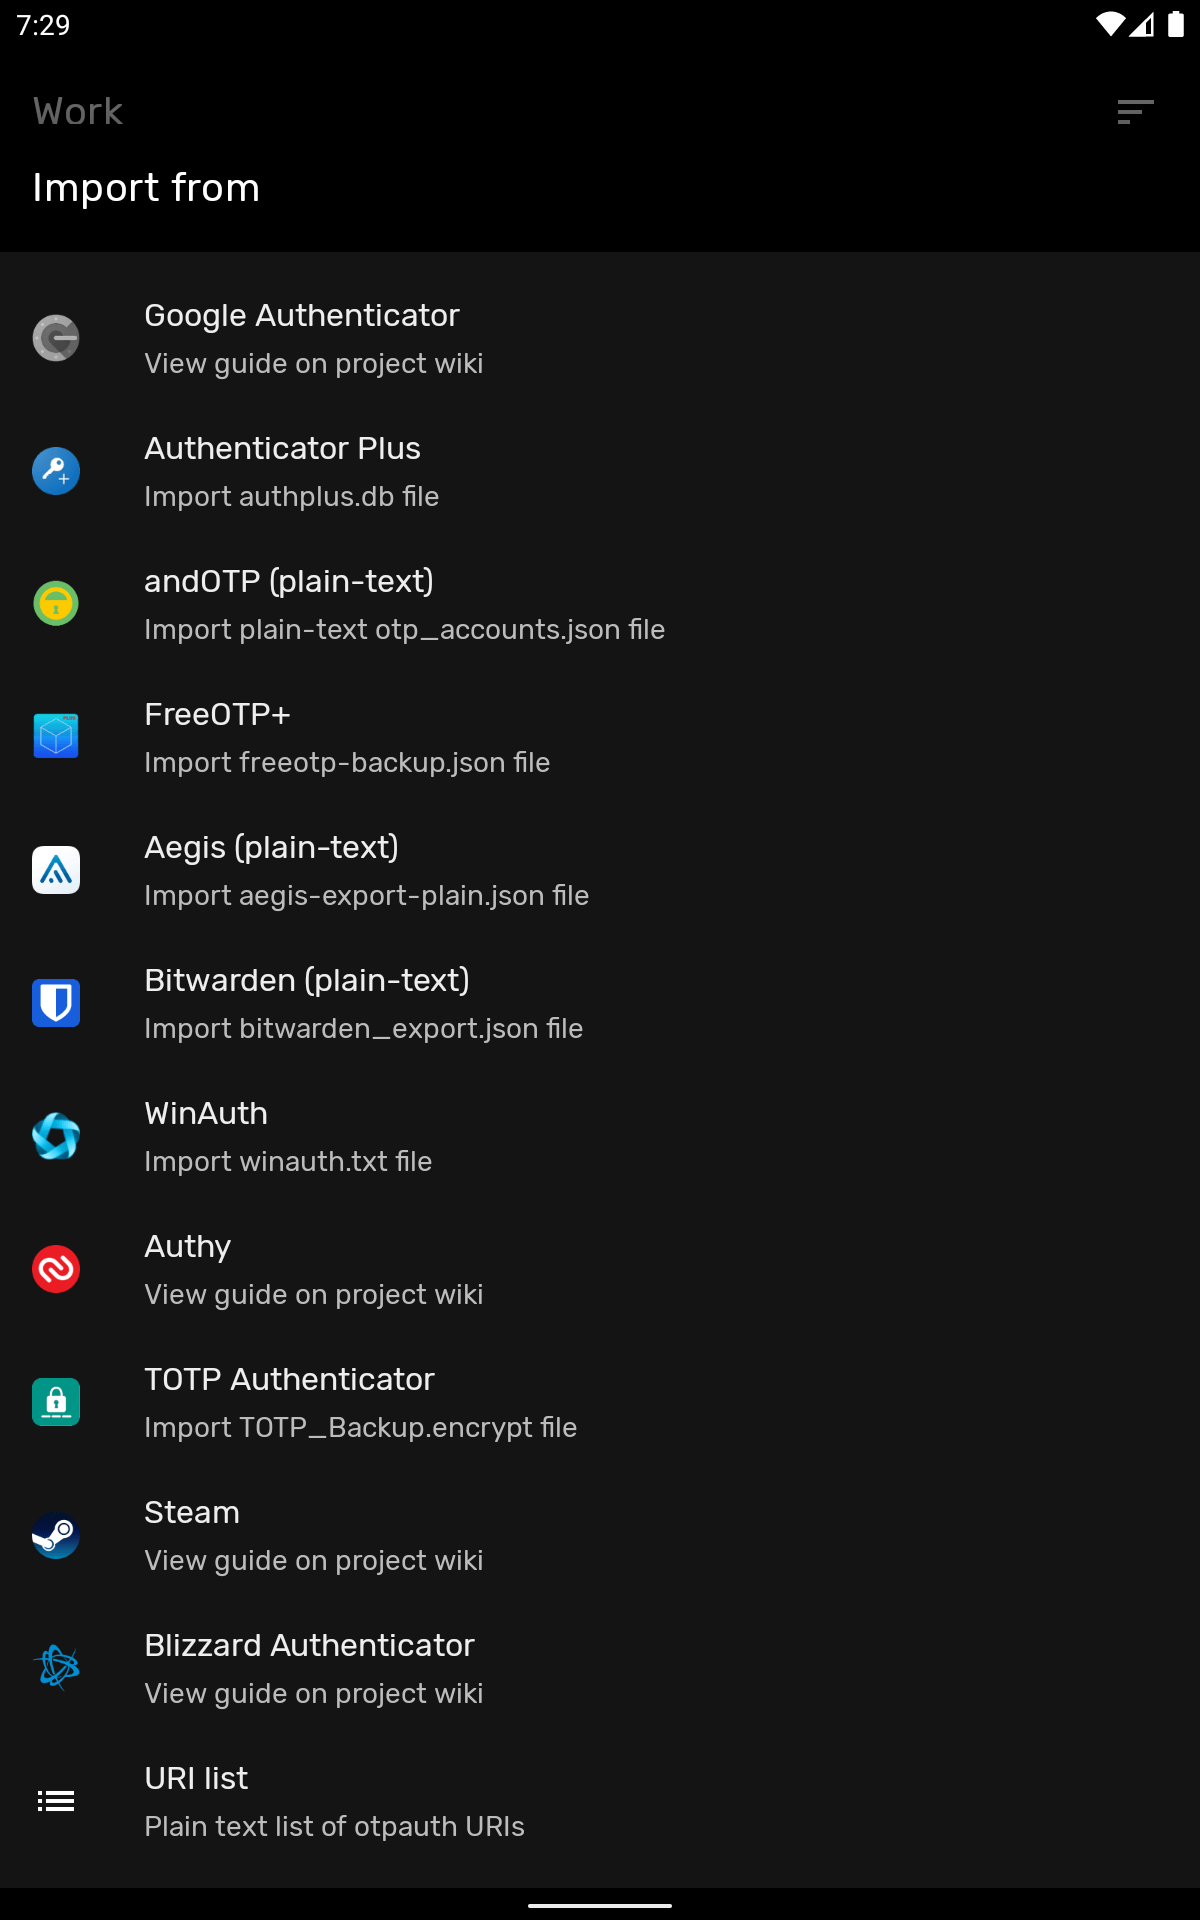 7:29
Work
Import from
Google Authenticator
View guide on project wiki
Authenticator Plus
Import authplus.db file
andOTP (plain-text)
Import plain-text otp_accounts.json file
FreeOTP+
Import freeotp-backup.json file
Aegis (plain-text)
Import aegis-export-plain.json file
Bitwarden (plain-text)
Import bitwarden_export.json file
WinAuth
Import winauth.txt file
Authy
View guide on project wiki
TOTP Authenticator
Import TOTP_Backup.encrypt file
Steam
View guide on project wiki
Blizzard Authenticator
View guide on project wiki
URI list
Plain text list of otpauth URIs